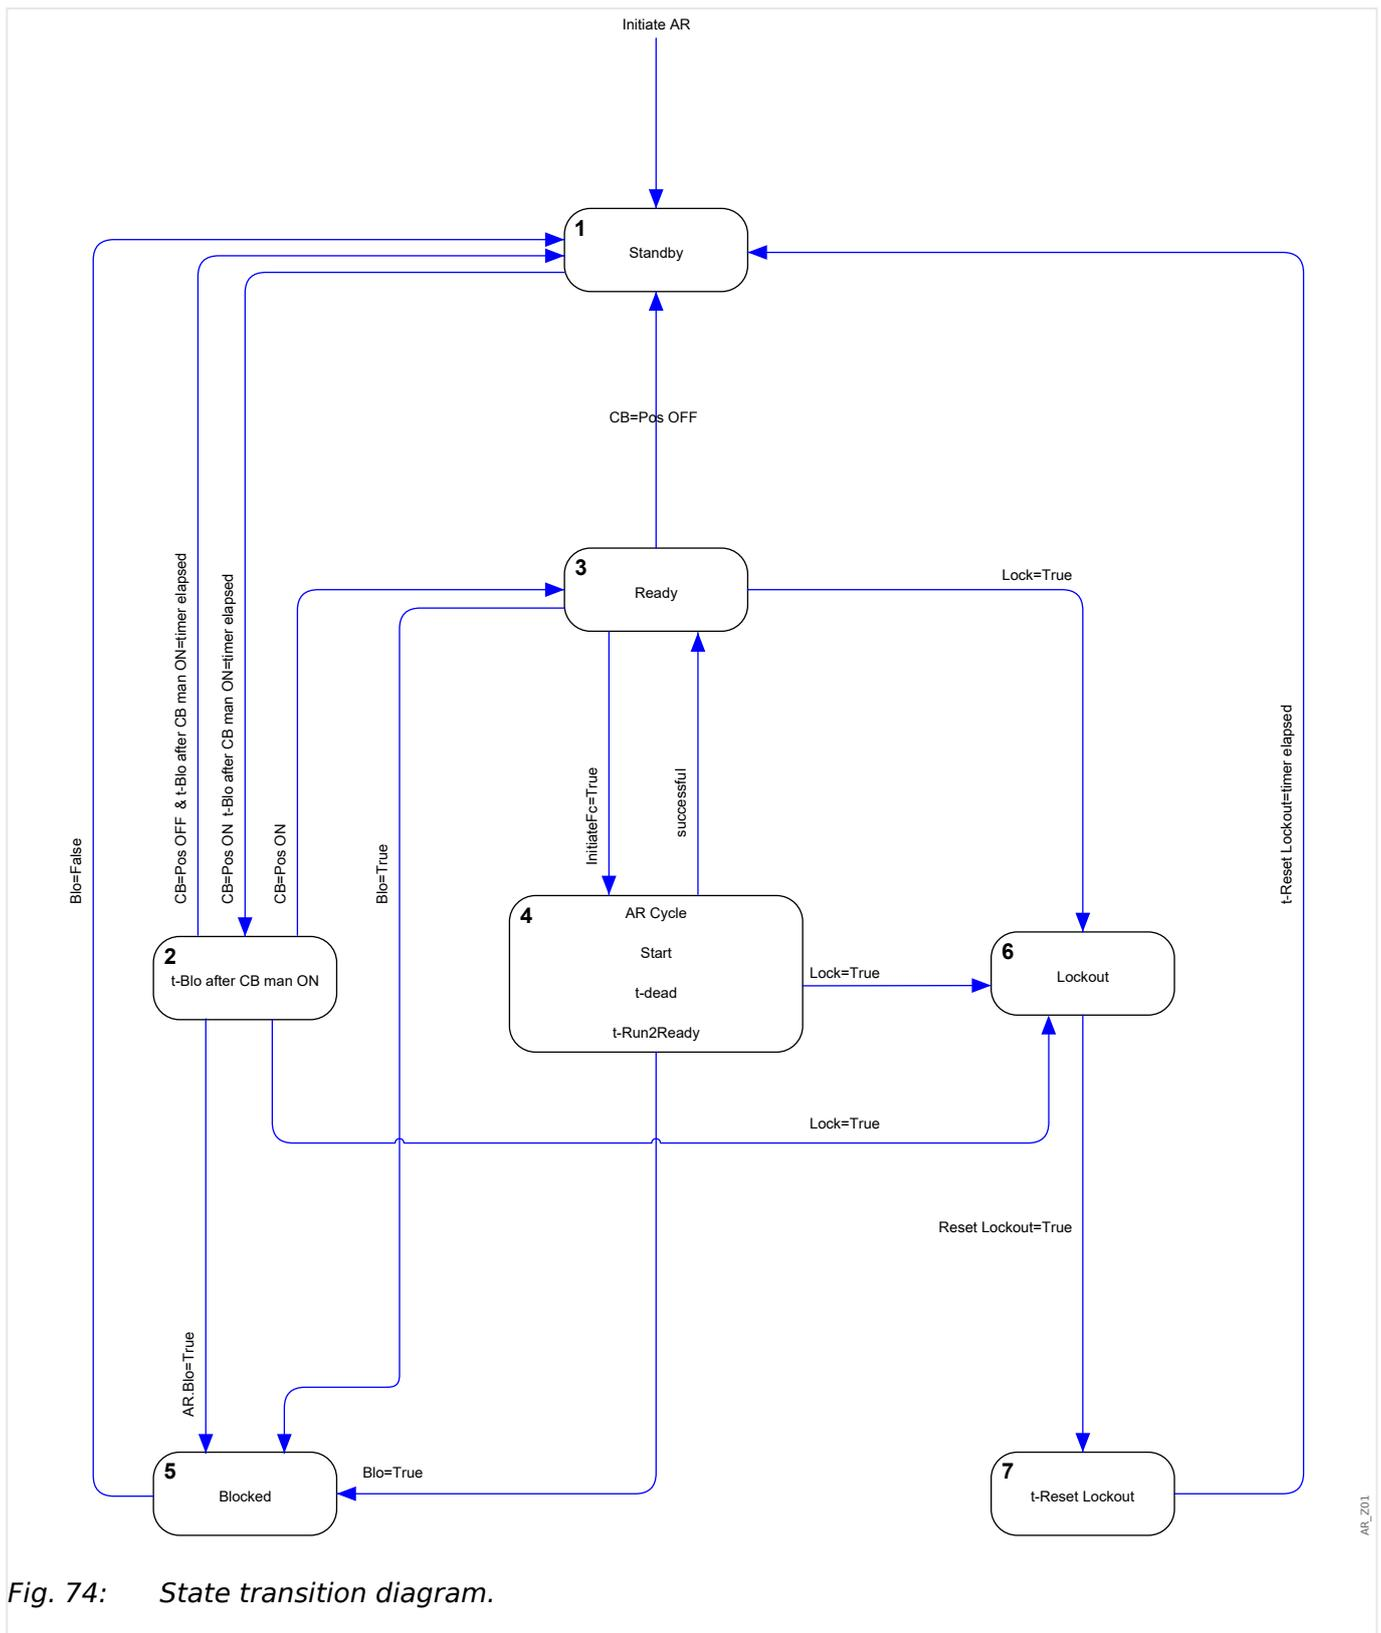 Initiate AR
1
Standby
CB=Pos OFF
3
Ready
Lock=True
CB=Pos OFF & t-Blo after CB man ON=timer elapsed
CB=Pos ON t-Blo after CB man ON=timer elapsed
CB=Pos ON
Blo=False
Blo=True
InitiateFc=True
successful
t-Reset Lockout=timer elapsed
2
t-Blo after CB man ON
4
AR Cycle
Start
t-dead
t-Run2Ready
Lock=True
6
Lockout
Lock=True
Reset Lockout=True
AR.Blo=True
5
Blocked
Blo=True
7
t-Reset Lockout
AR_Z01
Fig. 74: State transition diagram.